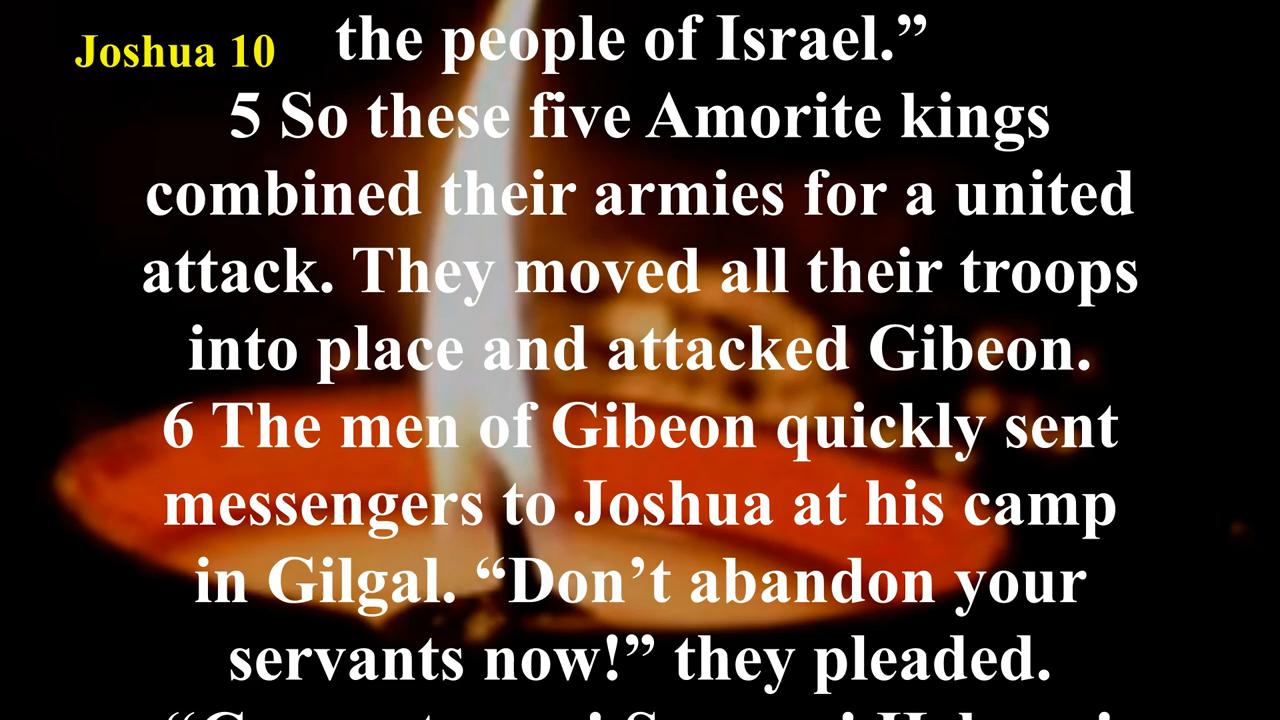 Joshua 10
the people of Israel.”
5 So these five Amorite kings
combined their armies for a united
attack. They moved all their troops
into place and attacked Gibeon.
6 The men of Gibeon quickly sent
messengers to Joshua at his camp
in Gilgal. “Don’t abandon your
servants now!” they pleaded.